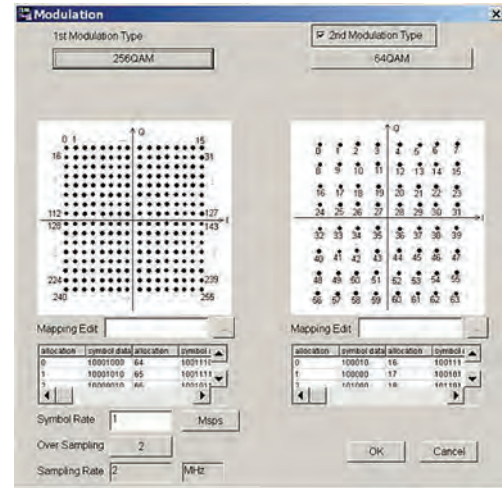 Modulation
1st Modulation Type
2nd Modulation Type
256QAM
64QAM
Q
0 1 15
16 31
I
112 127
128 143
224 239
240 255
Q
0 1 2 3 4 5 6 7
8 9 10 11 12 13 14 15
16 17 18 19 20 21 22 23
24 25 26 27 28 29 30 31
I
32 33 34 35 36 37 38 39
40 41 42 43 44 45 46 47
48 49 50 51 52 53 54 55
56 57 58 59 60 61 62 63
Mapping Edit ...
allocation symbol data allocation
0 10001000 64
1 10001010 65
Mapping Edit ...
allocation symbol data allocation
0 100010 16
1 100000 17
2 101000 18
Symbol Rate 1 Msps
Over Sampling 2
Sampling Rate 2 MHz
OK Cancel